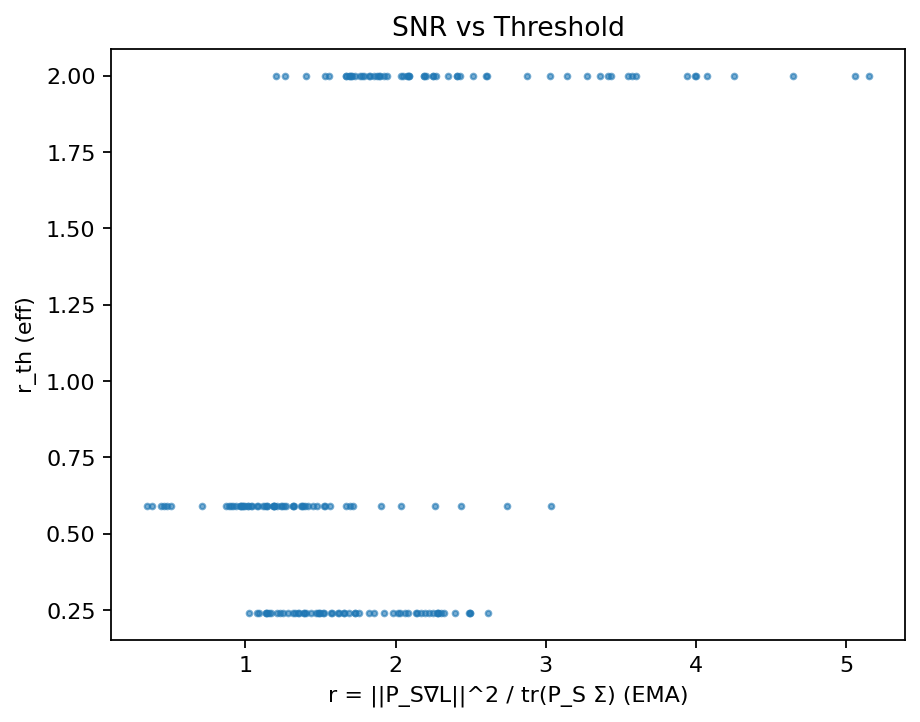 SNR vs Threshold
r_th (eff)
2.00
1.75
1.50
1.25
1.00
0.75
0.50
0.25
1 2 3 4 5
r = ||P_S∇L||^2 / tr(P_S Σ) (EMA)